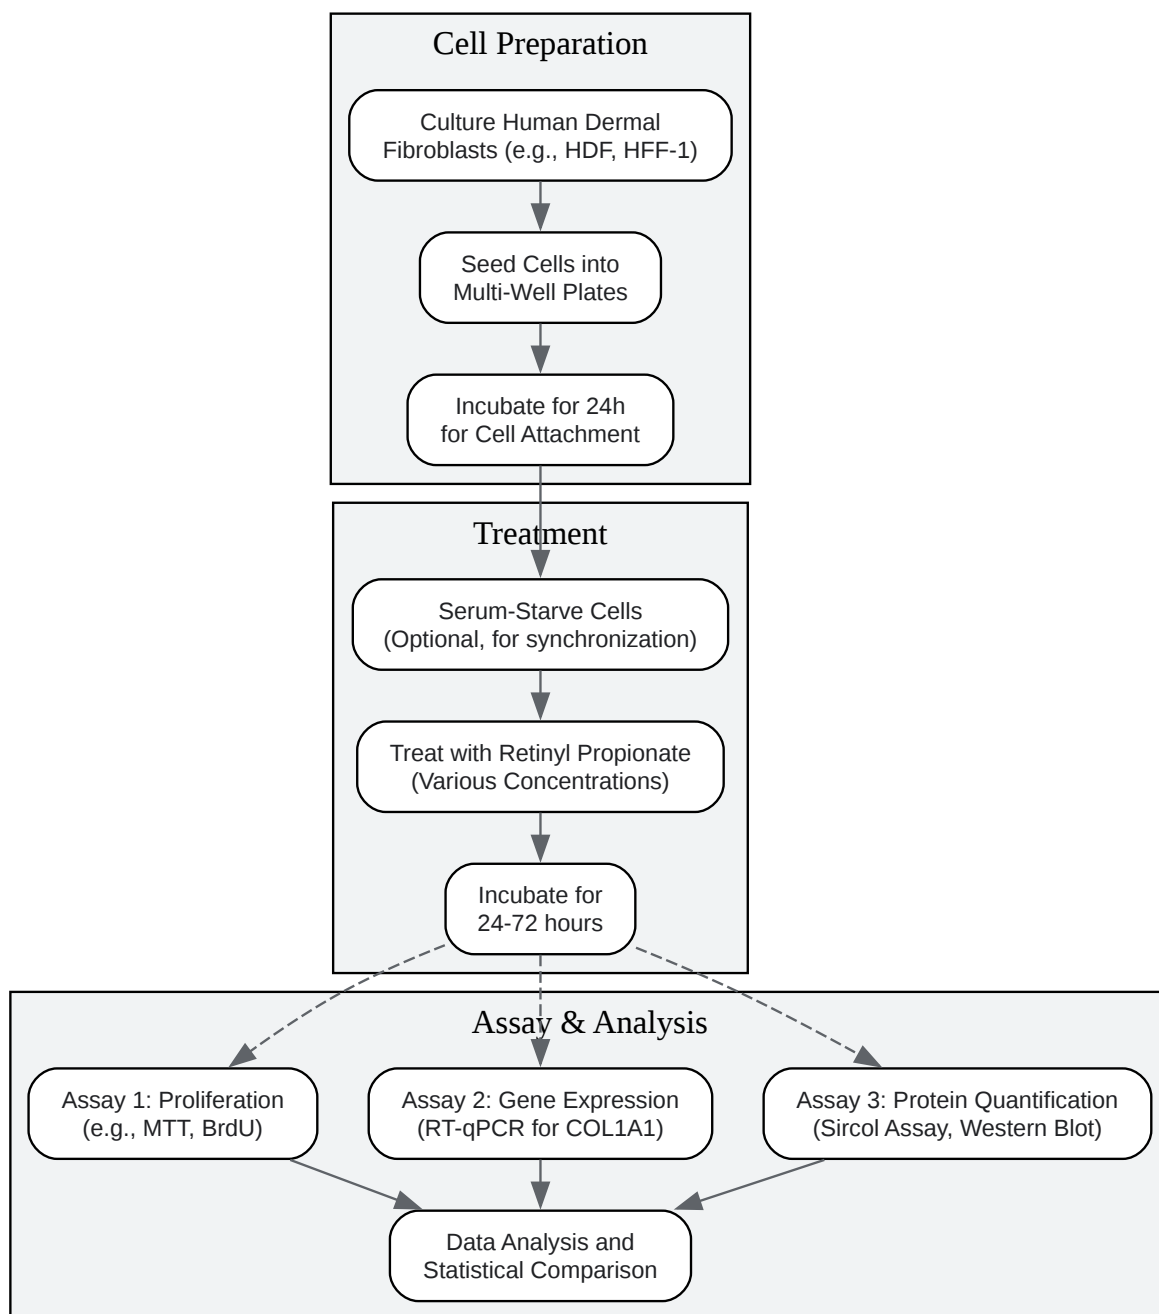 Cell Preparation
Culture Human Dermal
Fibroblasts (e.g., HDF, HFF-1)
Seed Cells into
Multi-Well Plates
Incubate for 24h
for Cell Attachment
Treatment
Serum-Starve Cells
(Optional, for synchronization)
Treat with Retinyl Propionate
(Various Concentrations)
Incubate for
24-72 hours
Assay & Analysis
Assay 1: Proliferation
(e.g., MTT, BrdU)
Assay 2: Gene Expression
(RT-qPCR for COL1A1)
Assay 3: Protein Quantification
(Sircol Assay, Western Blot)
Data Analysis and
Statistical Comparison